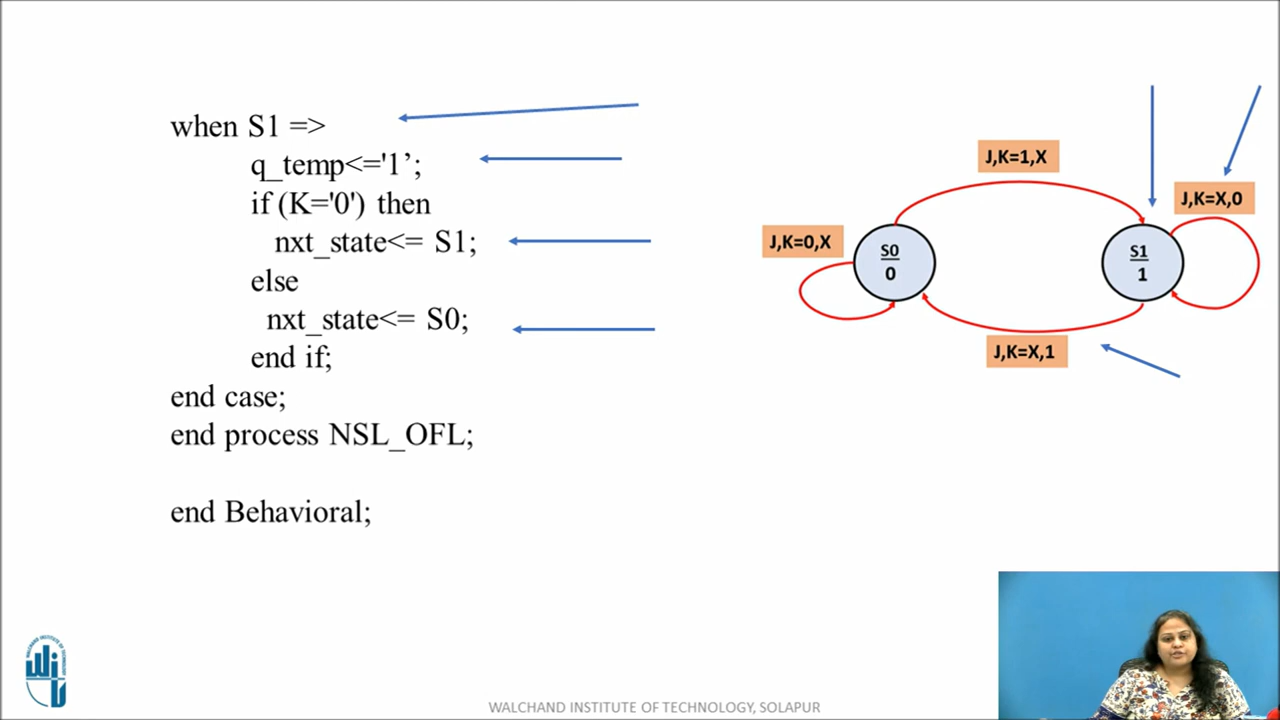 when S1 =>
q_temp<='1’;
if (K='0') then
nxt_state<= S1;
else
nxt_state<= S0;
end if;
end case;
end process NSL_OFL;
end Behavioral;
J,K=1,X
J,K=X,0
J,K=0,X
S0
0
S1
1
J,K=X,1
WALCHAND INSTITUTE OF TECHNOLOGY, SOLAPUR